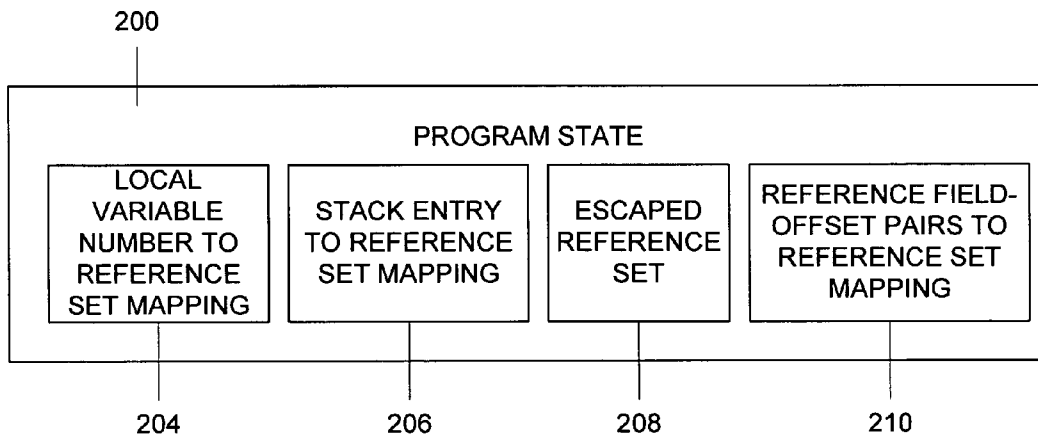 200
PROGRAM STATE
LOCAL
VARIABLE
NUMBER TO
REFERENCE
SET MAPPING
STACK ENTRY
TO REFERENCE
SET MAPPING
ESCAPED
REFERENCE
SET
REFERENCE FIELD-
OFFSET PAIRS TO
REFERENCE SET
MAPPING
204
206
208
210